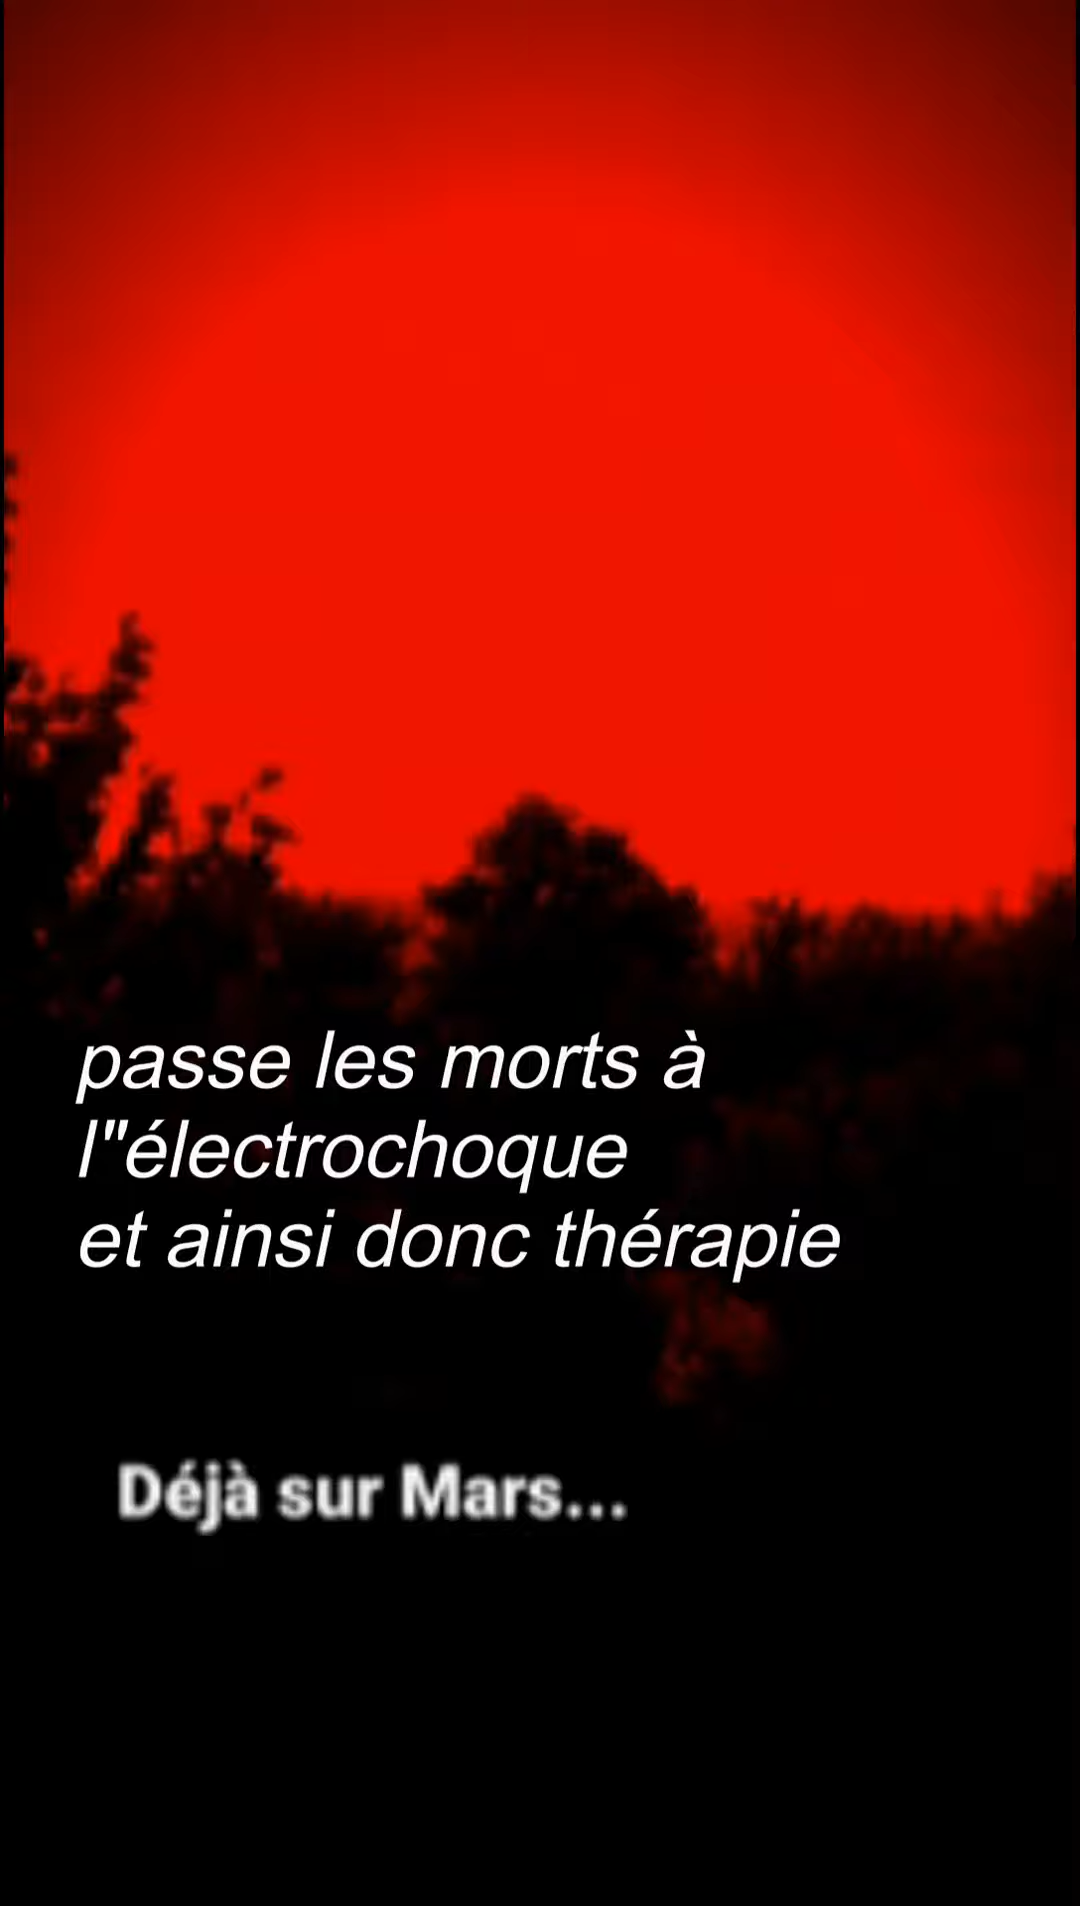 passe les morts à
l"électrochoque
et ainsi donc thérapie
Déjà sur Mars...